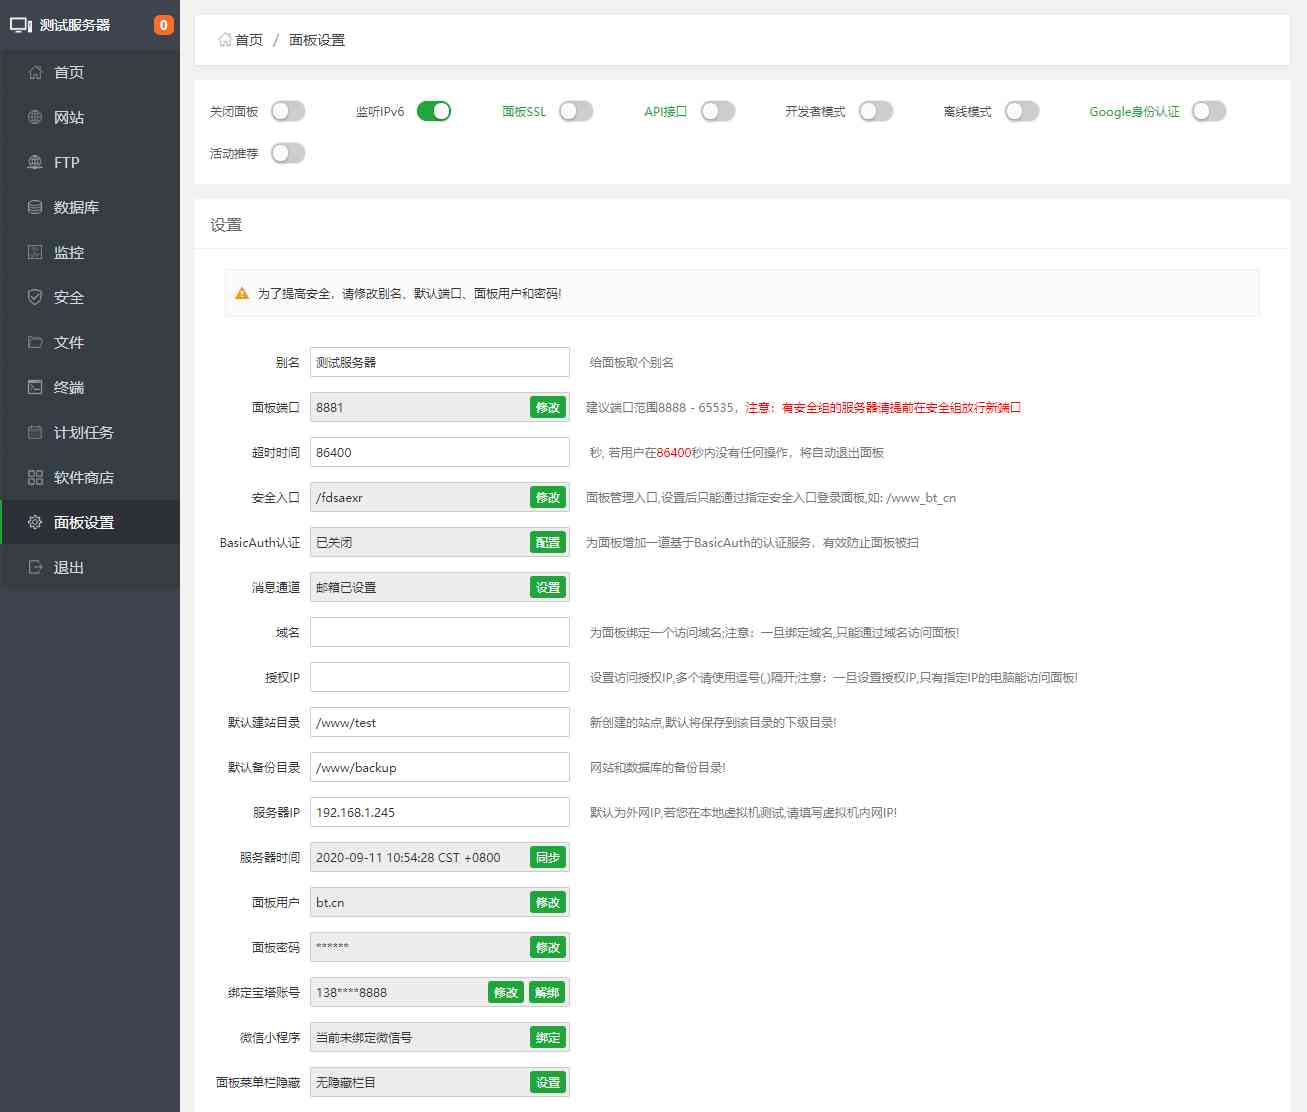 测试服务器 0
首页
网站
FTP
数据库
监控
安全
文件
终端
计划任务
软件商店
面板设置
退出
首页 / 面板设置
关闭面板 监听IPv6 面板SSL API接口 开发者模式 离线模式 Google身份认证
活动推荐
设置
为了提高安全，请修改别名、默认端口、面板用户和密码!
别名 测试服务器 给面板取个别名
面板端口 8881 修改 建议端口范围8888 - 65535，注意：有安全组的服务器请提前在安全组放行新端口
超时时间 86400 秒, 若用户在86400秒内没有任何操作，将自动退出面板
安全入口 /fdsaexr 修改 面板管理入口,设置后只能通过指定安全入口登录面板,如: /www_bt_cn
BasicAuth认证 已关闭 配置 为面板增加一道基于BasicAuth的认证服务，有效防止面板被扫
消息通道 邮箱已设置 设置
域名 为面板绑定一个访问域名;注意：一旦绑定域名,只能通过域名访问面板!
授权IP 设置访问授权IP,多个请使用逗号(,)隔开;注意：一旦设置授权IP,只有指定IP的电脑能访问面板!
默认建站目录 /www/test 新创建的站点,默认将保存到该目录的下级目录!
默认备份目录 /www/backup 网站和数据库的备份目录!
服务器IP 192.168.1.245 默认为外网IP,若您在本地虚拟机测试,请填写虚拟机内网IP!
服务器时间 2020-09-11 10:54:28 CST +0800 同步
面板用户 bt.cn 修改
面板密码 ****** 修改
绑定宝塔账号 138****8888 修改 解绑
微信小程序 当前未绑定微信号 绑定
面板菜单栏隐藏 无隐藏栏目 设置